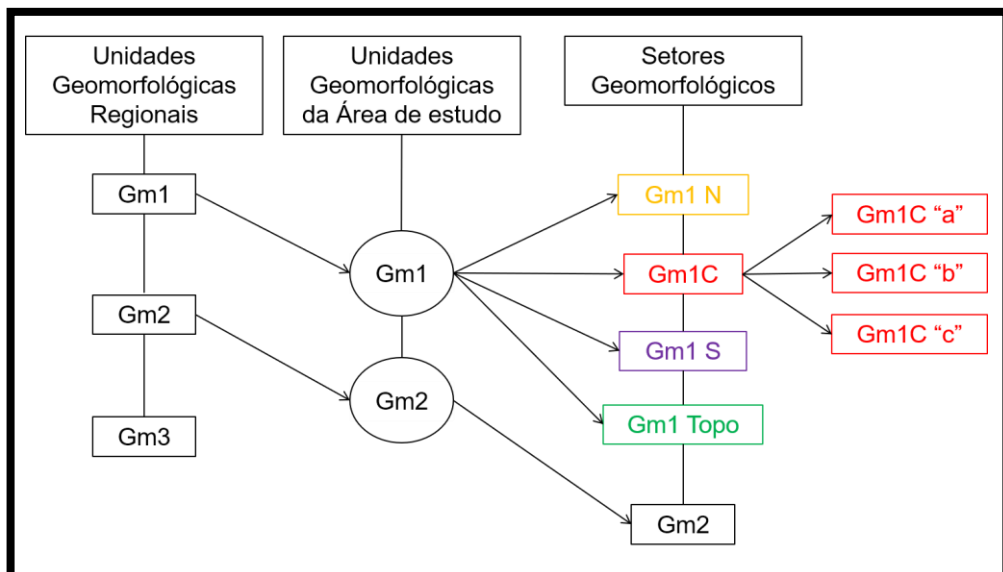 Unidades
Geomorfológicas
Regionais
Unidades
Geomorfológicas
da Área de estudo
Setores
Geomorfológicos
Gm1
Gm2
Gm3
Gm1
Gm2
Gm1 N
Gm1C
Gm1 S
Gm1 Topo
Gm2
Gm1C “a”
Gm1C “b”
Gm1C “c”